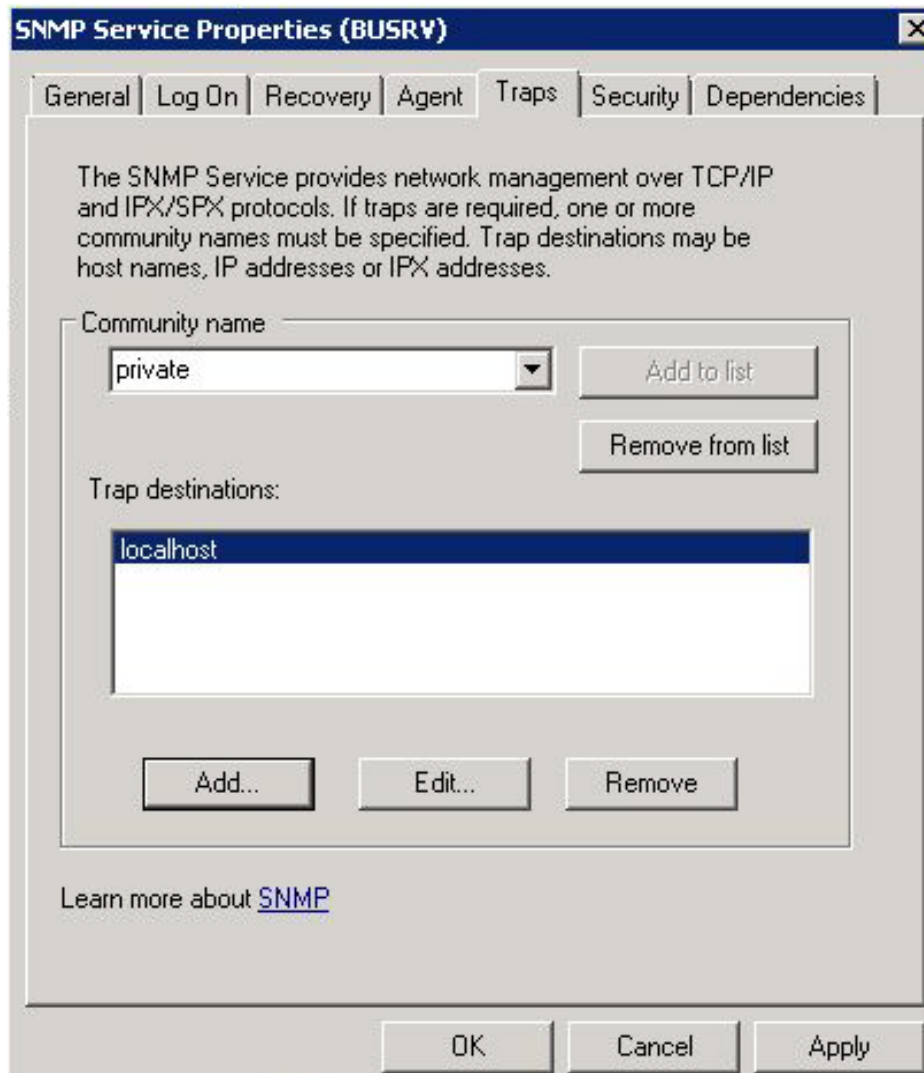 SNMP Service Properties (BUSRV)
General Log On Recovery Agent Traps Security Dependencies
The SNMP Service provides network management over TCP/IP
and IPX/SPX protocols. If traps are required, one or more
community names must be specified. Trap destinations may be
host names, IP addresses or IPX addresses.
Community name
private Add to list
Remove from list
Trap destinations:
localhost
Add... Edit... Remove
Learn more about SNMP
OK Cancel Apply